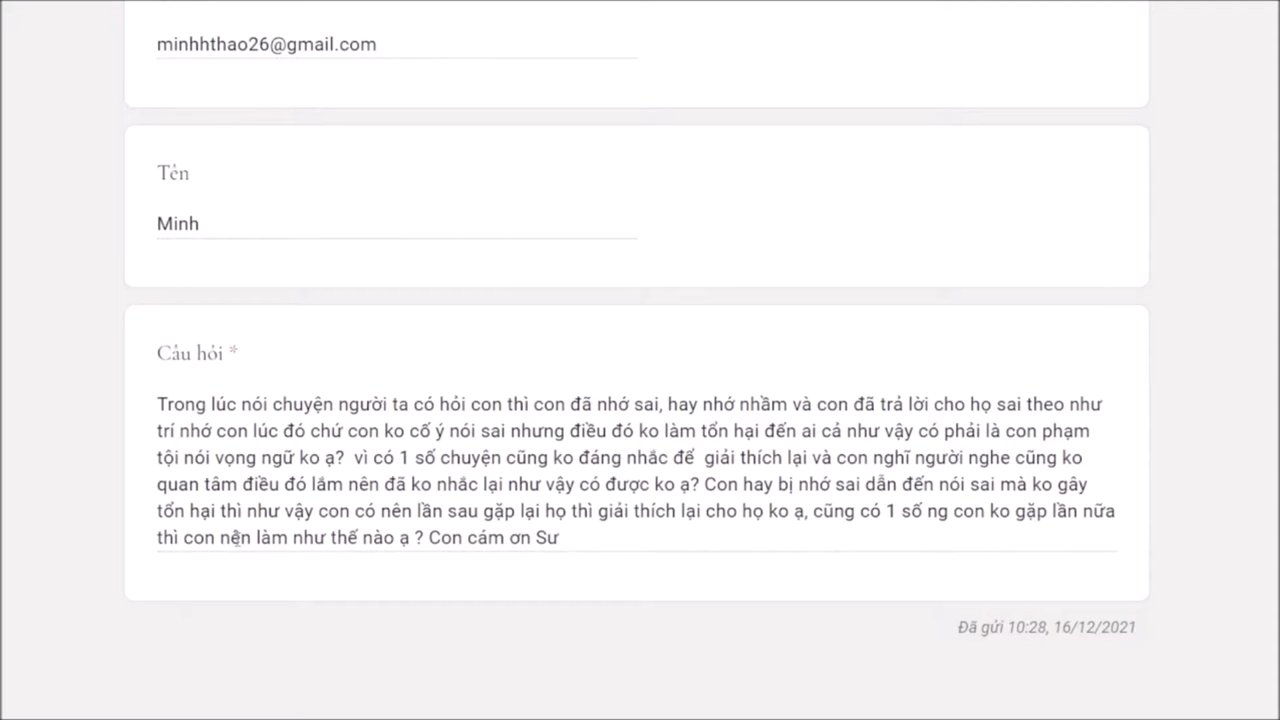 minhhthao26@gmail.com
Tên
Minh
Câu hỏi *
Trong lúc nói chuyện người ta có hỏi con thì con đã nhớ sai, hay nhớ nhầm và con đã trả lời cho họ sai theo như
trí nhớ con lúc đó chứ con ko cố ý nói sai nhưng điều đó ko làm tổn hại đến ai cả như vậy có phải là con phạm
tội nói vọng ngữ ko ạ?  vì có 1 số chuyện cũng ko đáng nhắc để  giải thích lại và con nghĩ người nghe cũng ko
quan tâm điều đó lắm nên đã ko nhắc lại như vậy có được ko ạ? Con hay bị nhớ sai dẫn đến nói sai mà ko gây
tổn hại thì như vậy con có nên lần sau gặp lại họ thì giải thích lại cho họ ko ạ, cũng có 1 số ng con ko gặp lần nữa
thì con nên làm như thế nào ạ ? Con cám ơn Sư
Đã gửi 10:28, 16/12/2021